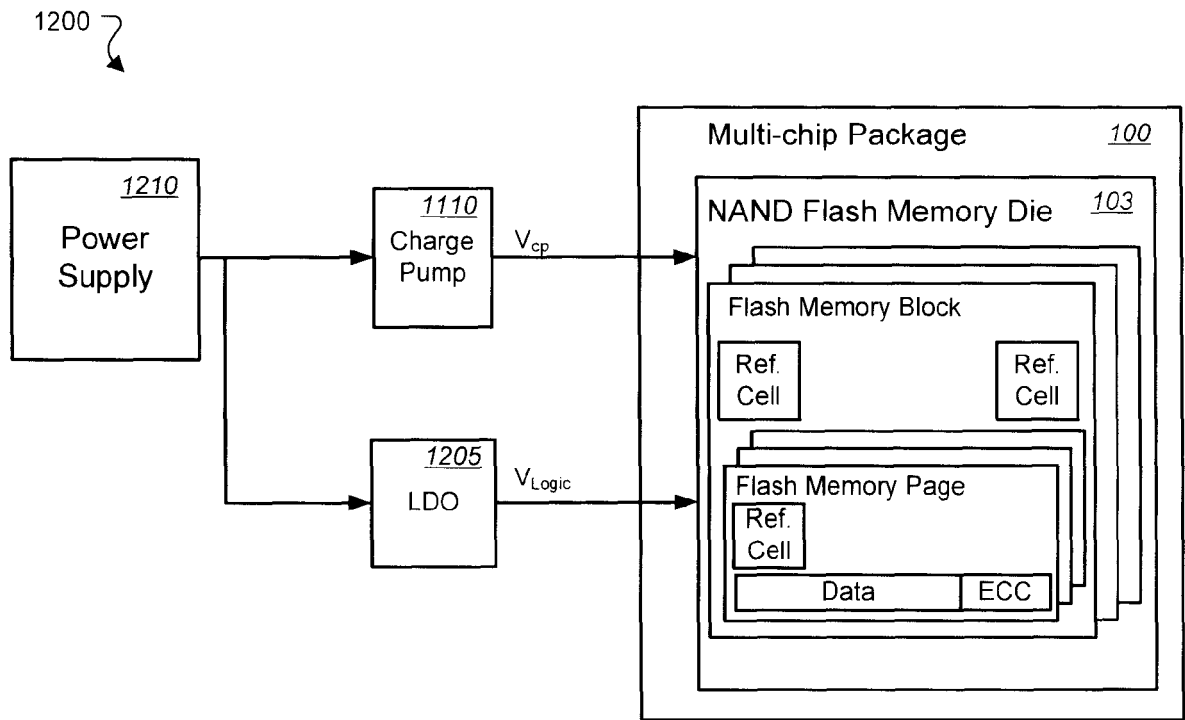 1200
Multi-chip Package
100
1210
Power
Supply
1110
Charge
Pump
Vcp
NAND Flash Memory Die
103
Flash Memory Block
Ref.
Cell
Ref.
Cell
1205
LDO
VLogic
Flash Memory Page
Ref.
Cell
Data
ECC